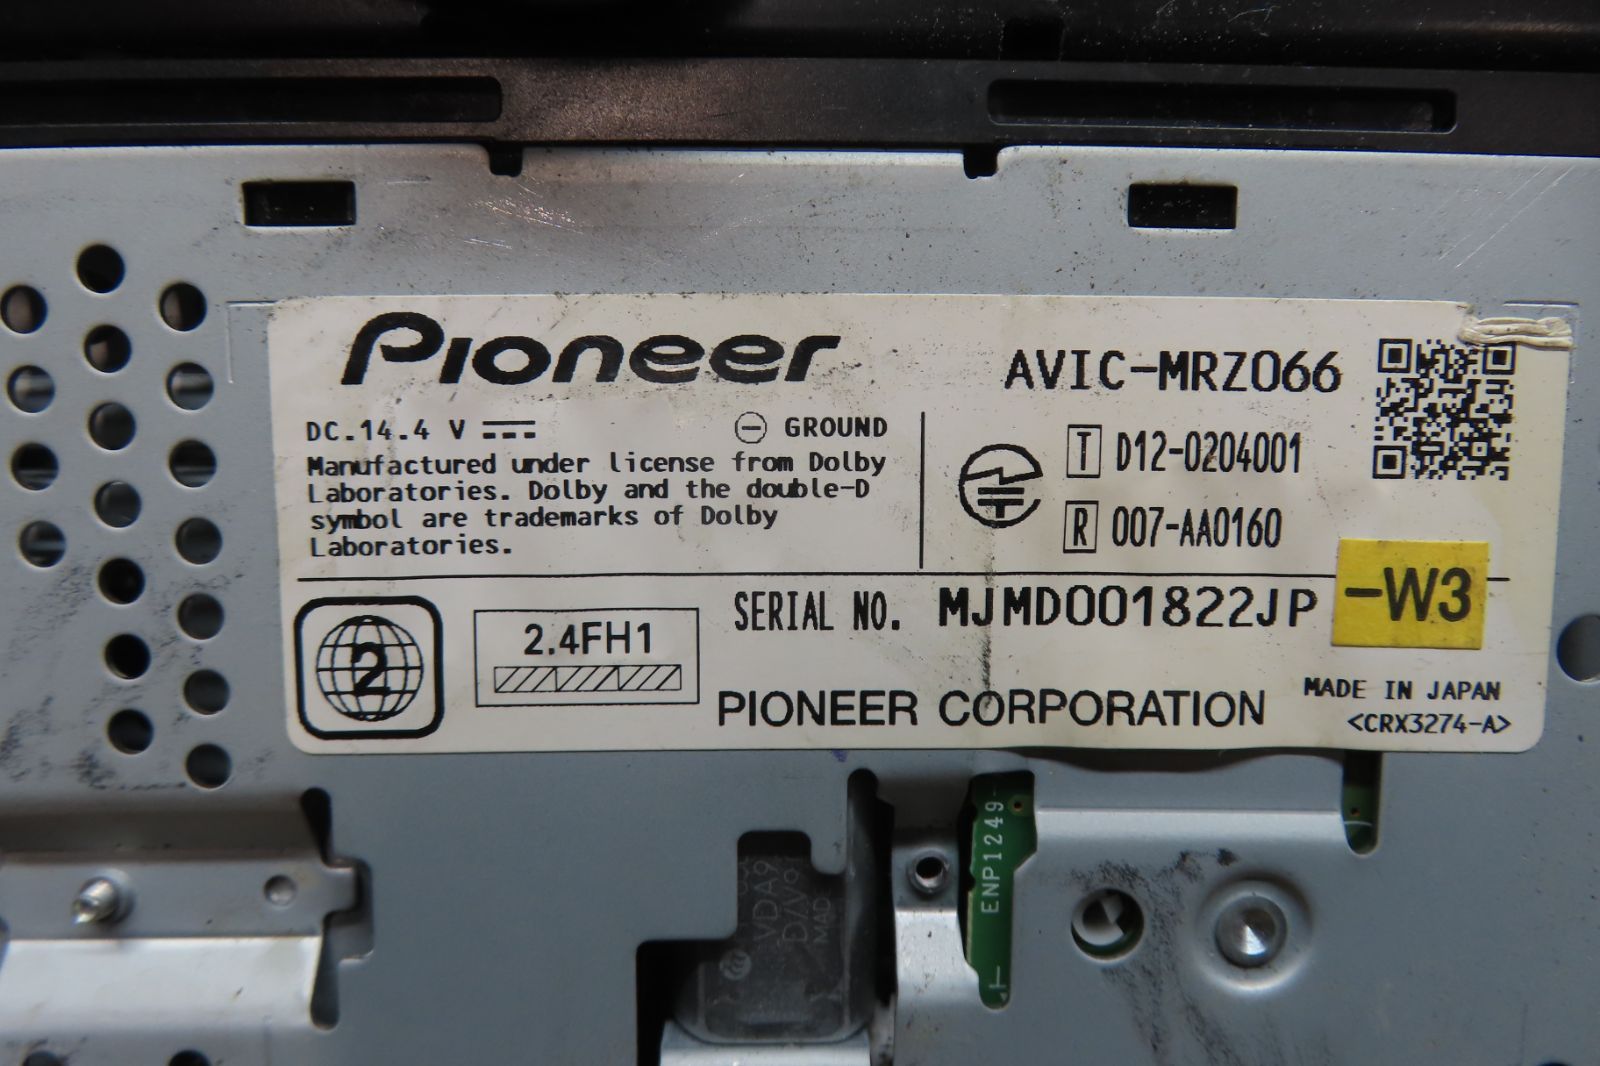 Pioneer
AVIC-MRZ066
DC.14.4 V
GROUND
Manufactured under license from Dolby
Laboratories. Dolby and the double-D
symbol are trademarks of Dolby
Laboratories.
T D12-0204001
R 007-AA0160
2
2.4FH1
SERIAL NO. MJMD001822JP
-W3
PIONEER CORPORATION
MADE IN JAPAN
<CRX3274-A>
ENP1249
VDA9